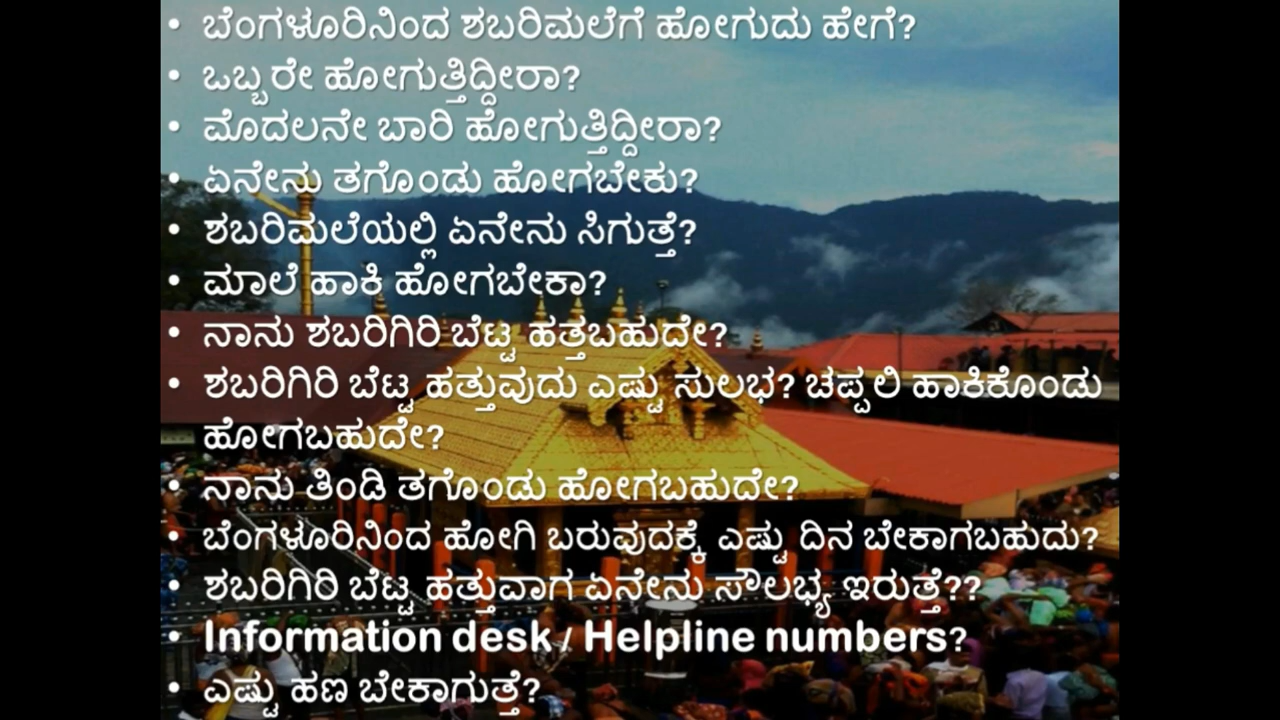 • ಬೆಂಗಳೂರಿನಿಂದ ಶಬರಿಮಲೆಗೆ ಹೋಗುದು ಹೇಗೆ?
• ಒಬ್ಬರೇ ಹೋಗುತ್ತಿದ್ದೀರಾ?
• ಮೊದಲನೇ ಬಾರಿ ಹೋಗುತ್ತಿದ್ದೀರಾ?
• ಏನೇನು ತಗೊಂಡು ಹೋಗಬೇಕು?
• ಶಬರಿಮಲೆಯಲ್ಲಿ ಏನೇನು ಸಿಗುತ್ತೆ?
• ಮಾಲೆ ಹಾಕಿ ಹೋಗಬೇಕಾ?
• ನಾನು ಶಬರಿಗಿರಿ ಬೆಟ್ಟ ಹತ್ತಬಹುದೇ?
• ಶಬರಿಗಿರಿ ಬೆಟ್ಟ ಹತ್ತುವುದು ಎಷ್ಟು ಸುಲಭ? ಚಪ್ಪಲಿ ಹಾಕಿಕೊಂಡು
ಹೋಗಬಹುದೇ?
• ನಾನು ತಿಂಡಿ ತಗೊಂಡು ಹೋಗಬಹುದೇ?
• ಬೆಂಗಳೂರಿನಿಂದ ಹೋಗಿ ಬರುವುದಕ್ಕೆ ಎಷ್ಟು ದಿನ ಬೇಕಾಗಬಹುದು?
• ಶಬರಿಗಿರಿ ಬೆಟ್ಟ ಹತ್ತುವಾಗ ಏನೇನು ಸೌಲಭ್ಯ ಇರುತ್ತೆ??
• Information desk / Helpline numbers?
• ಎಷ್ಟು ಹಣ ಬೇಕಾಗುತ್ತೆ?